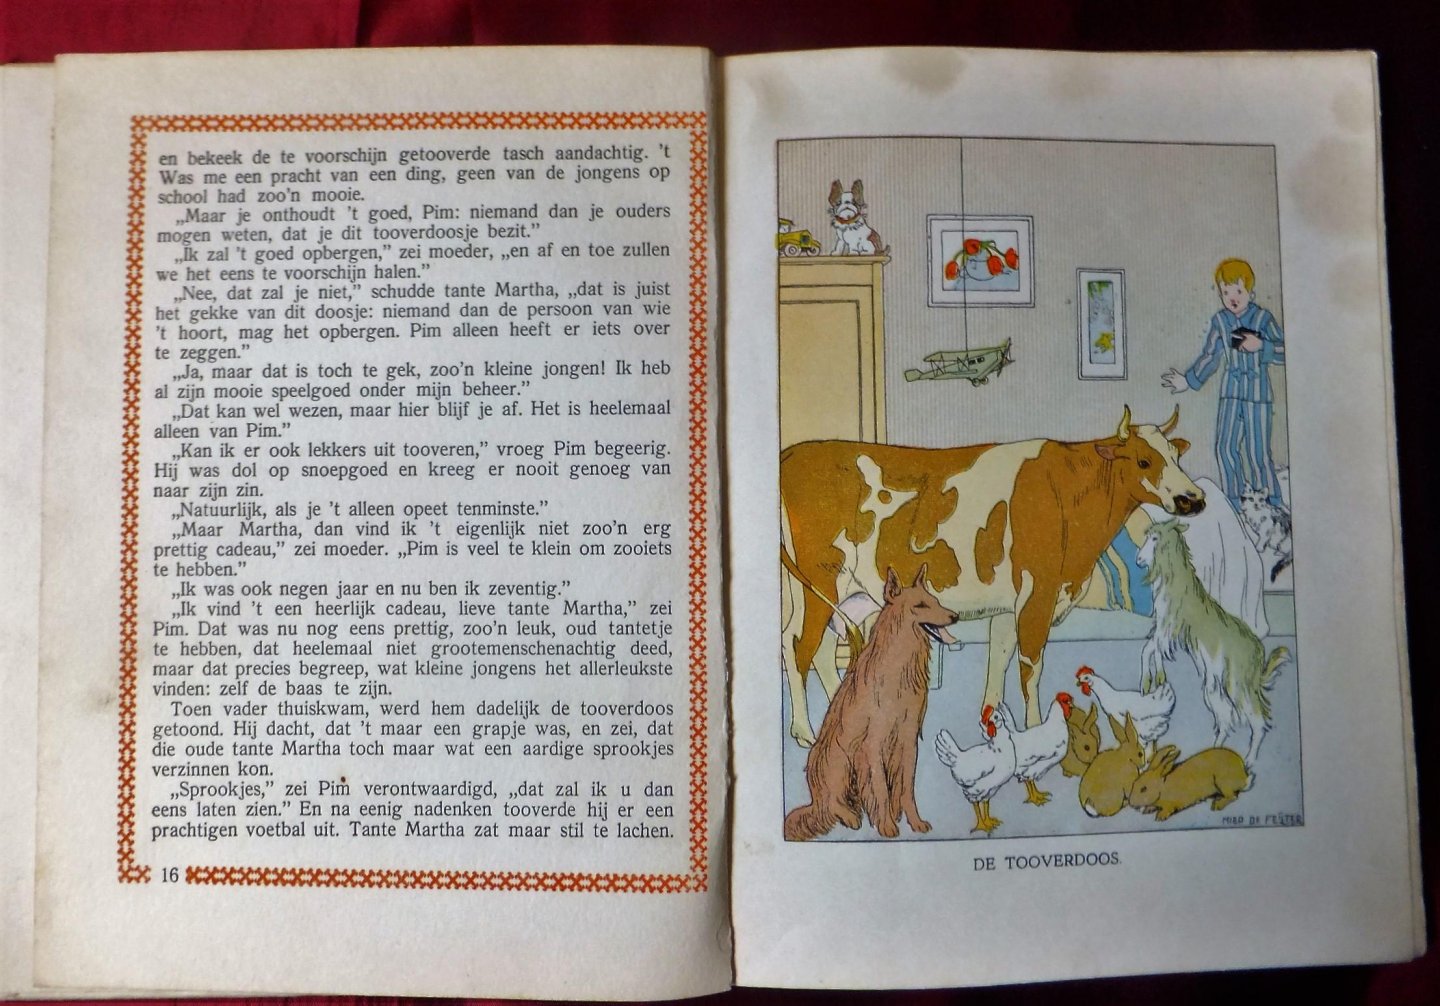 en bekeek de te voorschijn getooverde tasch aandachtig. 't
Was me een pracht van een ding, geen van de jongens op
school had zoo'n mooie.
„Maar je onthoudt 't goed, Pim: niemand dan je ouders
mogen weten, dat je dit tooverdoosje bezit.”
„Ik zal 't goed opbergen,” zei moeder, „en af en toe zullen
we het eens te voorschijn halen.”
„Nee, dat zal je niet,” schudde tante Martha, „dat is juist
het gekke van dit doosje: niemand dan de persoon van wie
't hoort, mag het opbergen. Pim alleen heeft er iets over
te zeggen.”
„Ja, maar dat is toch te gek, zoo'n kleine jongen! Ik heb
al zijn mooie speelgoed onder mijn beheer.”
„Dat kan wel wezen, maar hier blijf je af. Het is heelemaal
alleen van Pim.”
„Kan ik er ook lekkers uit tooveren,” vroeg Pim begeerig.
Hij was dol op snoepgoed en kreeg er nooit genoeg van
naar zijn zin.
„Natuurlijk, als je 't alleen opeet tenminste.”
„Maar Martha, dan vind ik 't eigenlijk niet zoo'n erg
prettig cadeau,” zei moeder. „Pim is veel te klein om zooiets
te hebben.”
„Ik was ook negen jaar en nu ben ik zeventig.”
„Ik vind 't een heerlijk cadeau, lieve tante Martha,” zei
Pim. Dat was nu nog eens prettig, zoo'n leuk, oud tantetje
te hebben, dat heelemaal niet grootemenschenachtig deed,
maar dat precies begreep, wat kleine jongens het allerleukste
vinden: zelf de baas te zijn.
Toen vader thuiskwam, werd hem dadelijk de tooverdoos
getoond. Hij dacht, dat 't maar een grapje was, en zei, dat
die oude tante Martha toch maar wat een aardige sprookjes
verzinnen kon.
„Sprookjes,” zei Pim verontwaardigd, „dat zal ik u dan
eens laten zien.” En na eenig nadenken tooverde hij er een
prachtigen voetbal uit. Tante Martha zat maar stil te lachen.
16
MIEP DE FEIJTER
DE TOOVERDOOS.